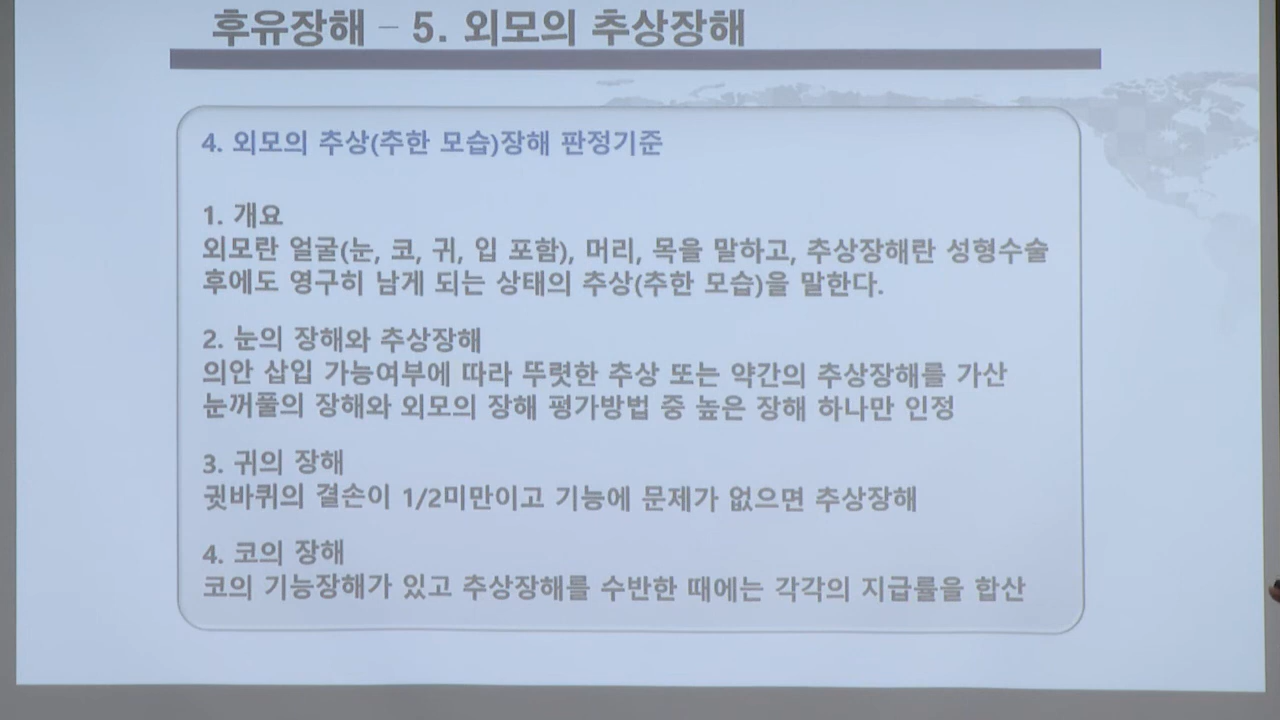 후유장해 – 5. 외모의 추상장해
4. 외모의 추상(추한 모습)장해 판정기준
1. 개요
외모란 얼굴(눈, 코, 귀, 입 포함), 머리, 목을 말하고, 추상장해란 성형수술
후에도 영구히 남게 되는 상태의 추상(추한 모습)을 말한다.
2. 눈의 장해와 추상장해
의안 삽입 가능여부에 따라 뚜렷한 추상 또는 약간의 추상장해를 가산
눈꺼풀의 장해와 외모의 장해 평가방법 중 높은 장해 하나만 인정
3. 귀의 장해
귓바퀴의 결손이 1/2미만이고 기능에 문제가 없으면 추상장해
4. 코의 장해
코의 기능장해가 있고 추상장해를 수반한 때에는 각각의 지급률을 합산